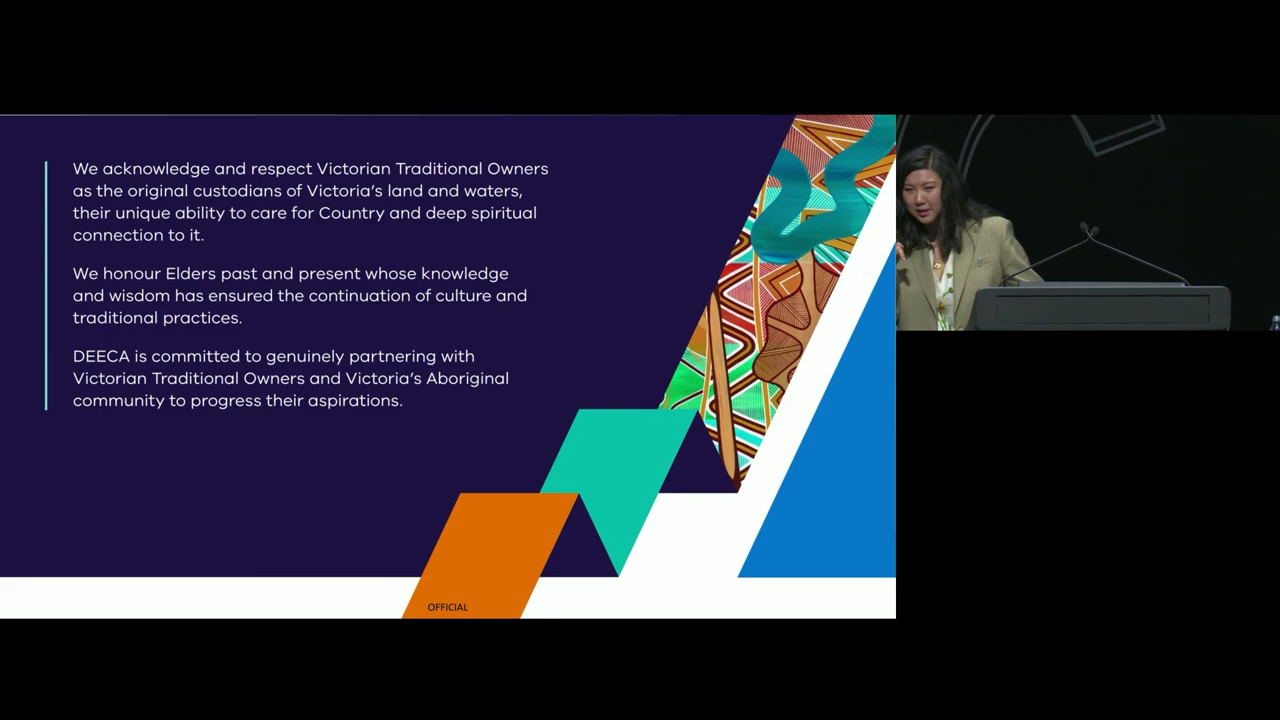 We acknowledge and respect Victorian Traditional Owners
as the original custodians of Victoria's land and waters,
their unique ability to care for Country and deep spiritual
connection to it.
We honour Elders past and present whose knowledge
and wisdom has ensured the continuation of culture and
traditional practices.
DEECA is committed to genuinely partnering with
Victorian Traditional Owners and Victoria's Aboriginal
community to progress their aspirations.
OFFICIAL